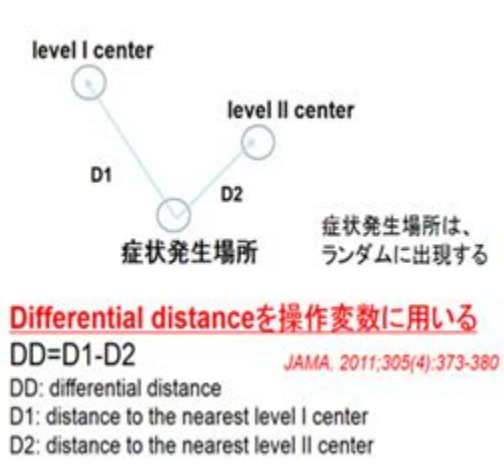 level I center
level II center
D1
D2
症状発生場所
症状発生場所は、
ランダムに出現する
Differential distanceを操作変数に用いる
DD=D1-D2
JAMA, 2011;305(4):373-380
DD: differential distance
D1: distance to the nearest level I center
D2: distance to the nearest level II center